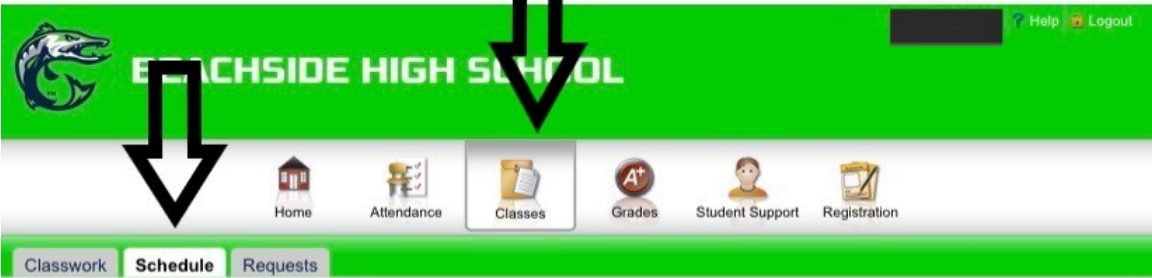 Help Logout
BEACHSIDE HIGH SCHOOL
A+
Home Attendance Classes Grades Student Support Registration
Classwork Schedule Requests